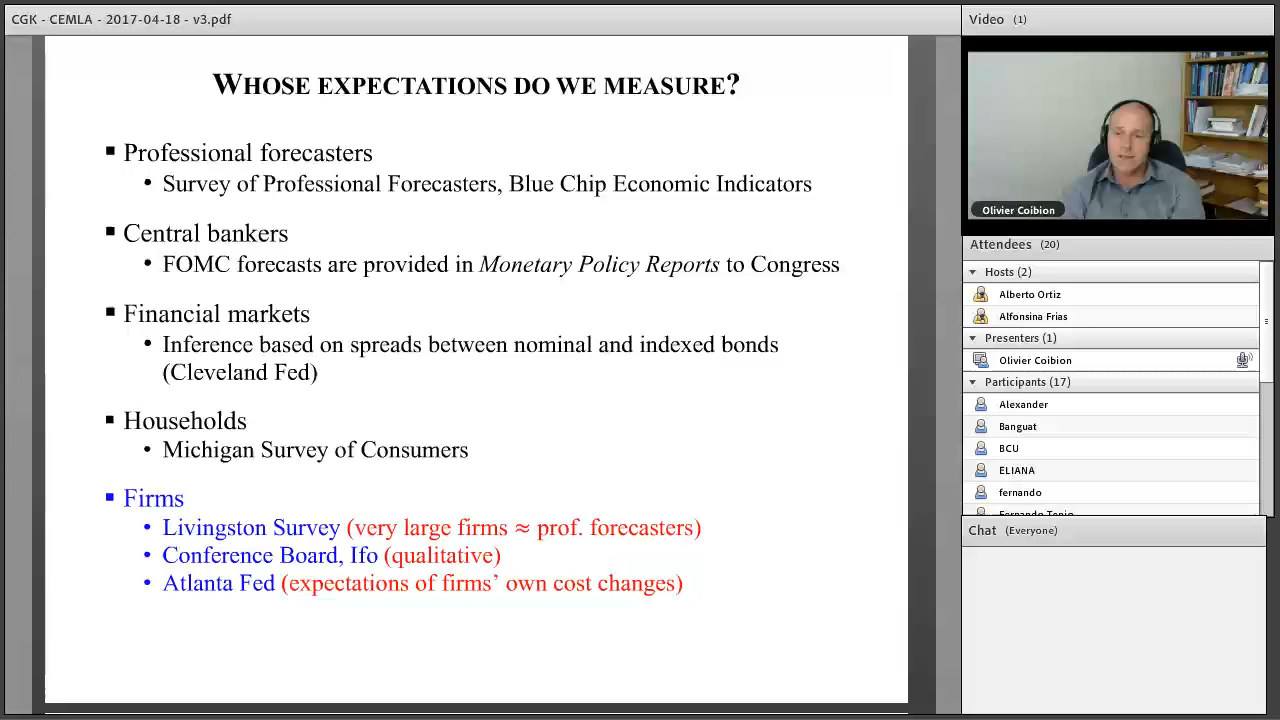 CGK - CEMLA - 2017-04-18 - v3.pdf
WHOSE EXPECTATIONS DO WE MEASURE?
▪ Professional forecasters
• Survey of Professional Forecasters, Blue Chip Economic Indicators
▪ Central bankers
• FOMC forecasts are provided in Monetary Policy Reports to Congress
▪ Financial markets
• Inference based on spreads between nominal and indexed bonds
(Cleveland Fed)
▪ Households
• Michigan Survey of Consumers
▪ Firms
• Livingston Survey (very large firms ≈ prof. forecasters)
• Conference Board, Ifo (qualitative)
• Atlanta Fed (expectations of firms’ own cost changes)
Video (1)
Olivier Coibion
Attendees (20)
Hosts (2)
Alberto Ortiz
Alfonsina Frias
Presenters (1)
Olivier Coibion
Participants (17)
Alexander
Banguat
BCU
ELIANA
fernando
Fernando Tenjo
Chat (Everyone)